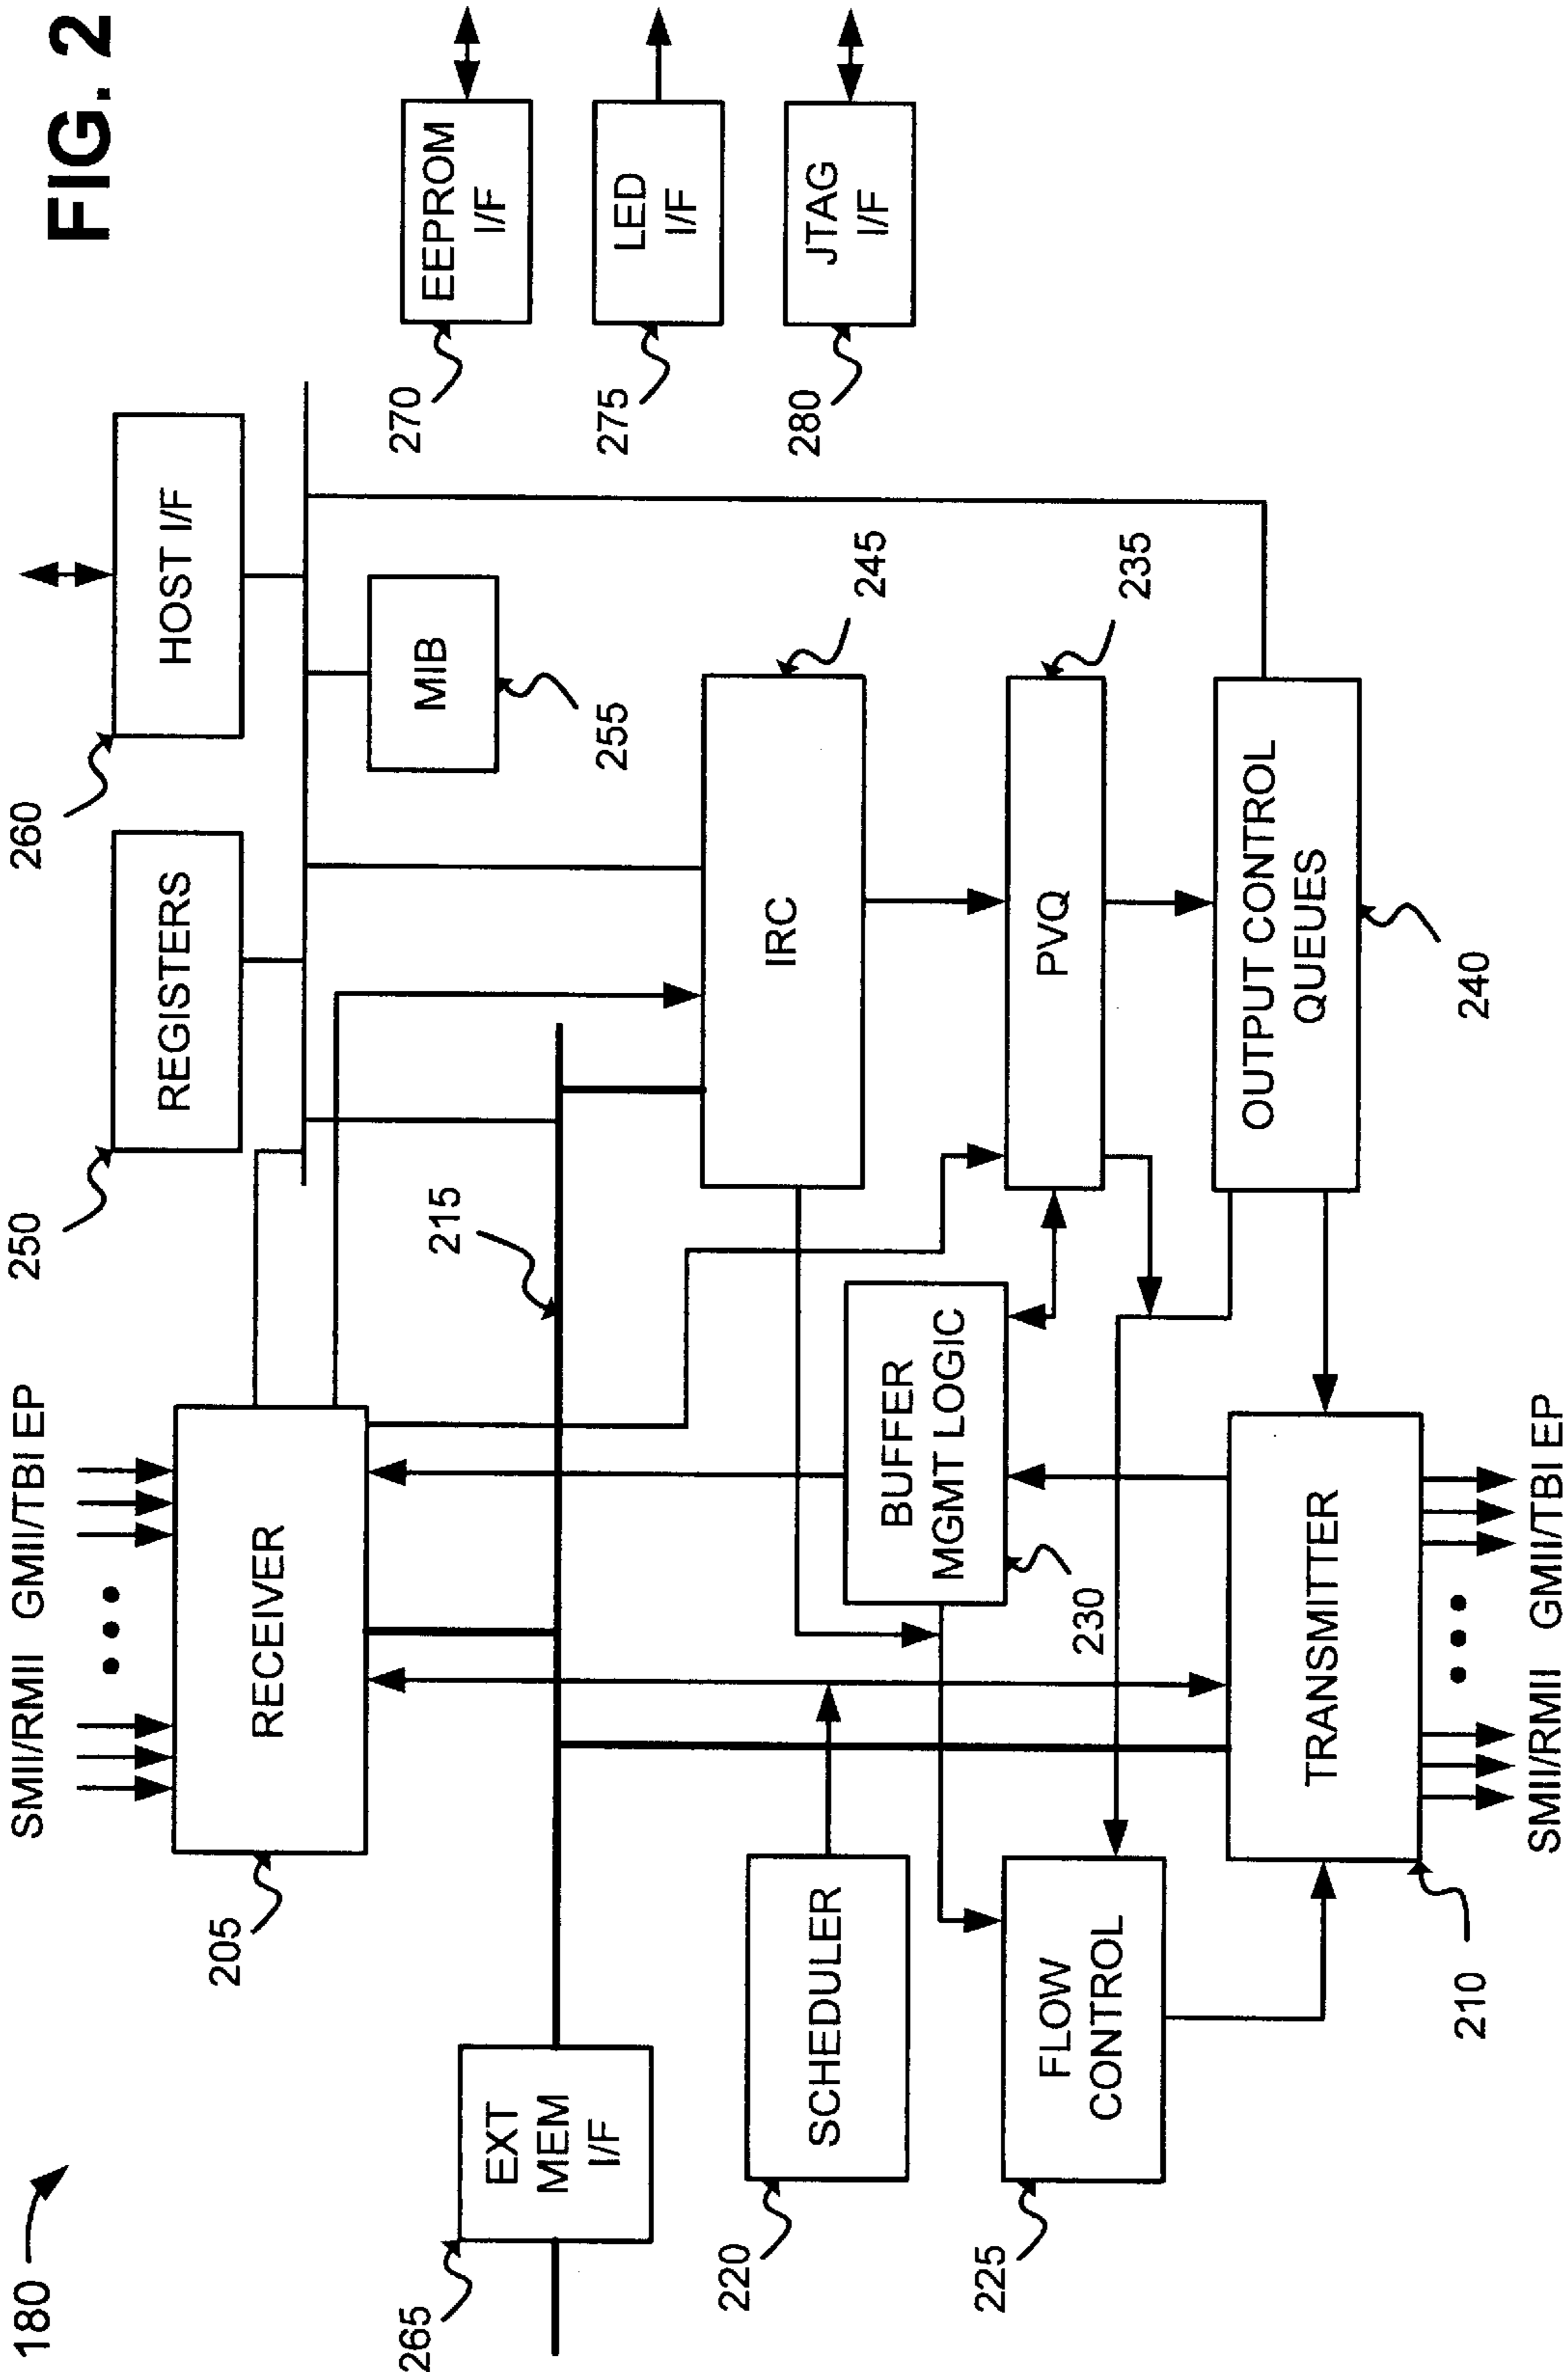 FIG. 2
180
SMII/RMII
GMII/TBI EP
205
RECEIVER
250
REGISTERS
260
HOST I/F
MIB
255
265
EXT
MEM
I/F
215
270
EEPROM
I/F
275
LED
I/F
280
JTAG
I/F
220
SCHEDULER
225
FLOW
CONTROL
BUFFER
MGMT LOGIC
230
IRC
245
PVQ
235
OUTPUT CONTROL
QUEUES
240
TRANSMITTER
210
SMII/RMII
GMII/TBI EP